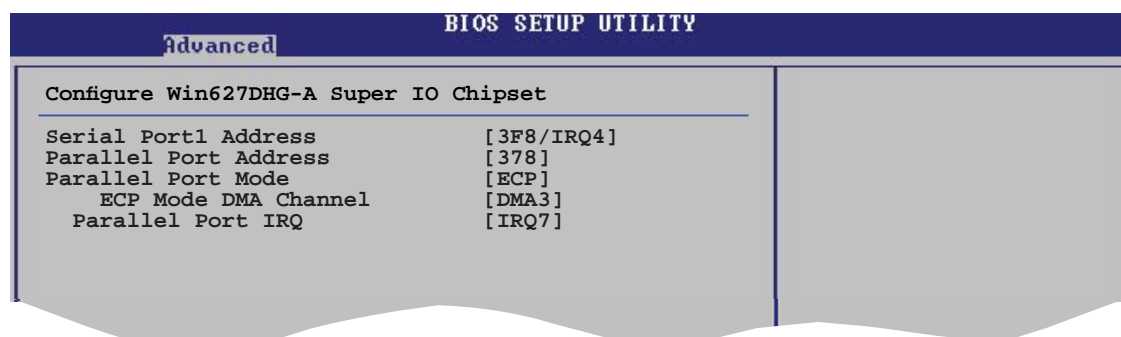 BIOS SETUP UTILITY
Advanced
Configure Win627DHG-A Super IO Chipset
Serial Port1 Address [3F8/IRQ4]
Parallel Port Address [378]
Parallel Port Mode [ECP]
ECP Mode DMA Channel [DMA3]
Parallel Port IRQ [IRQ7]